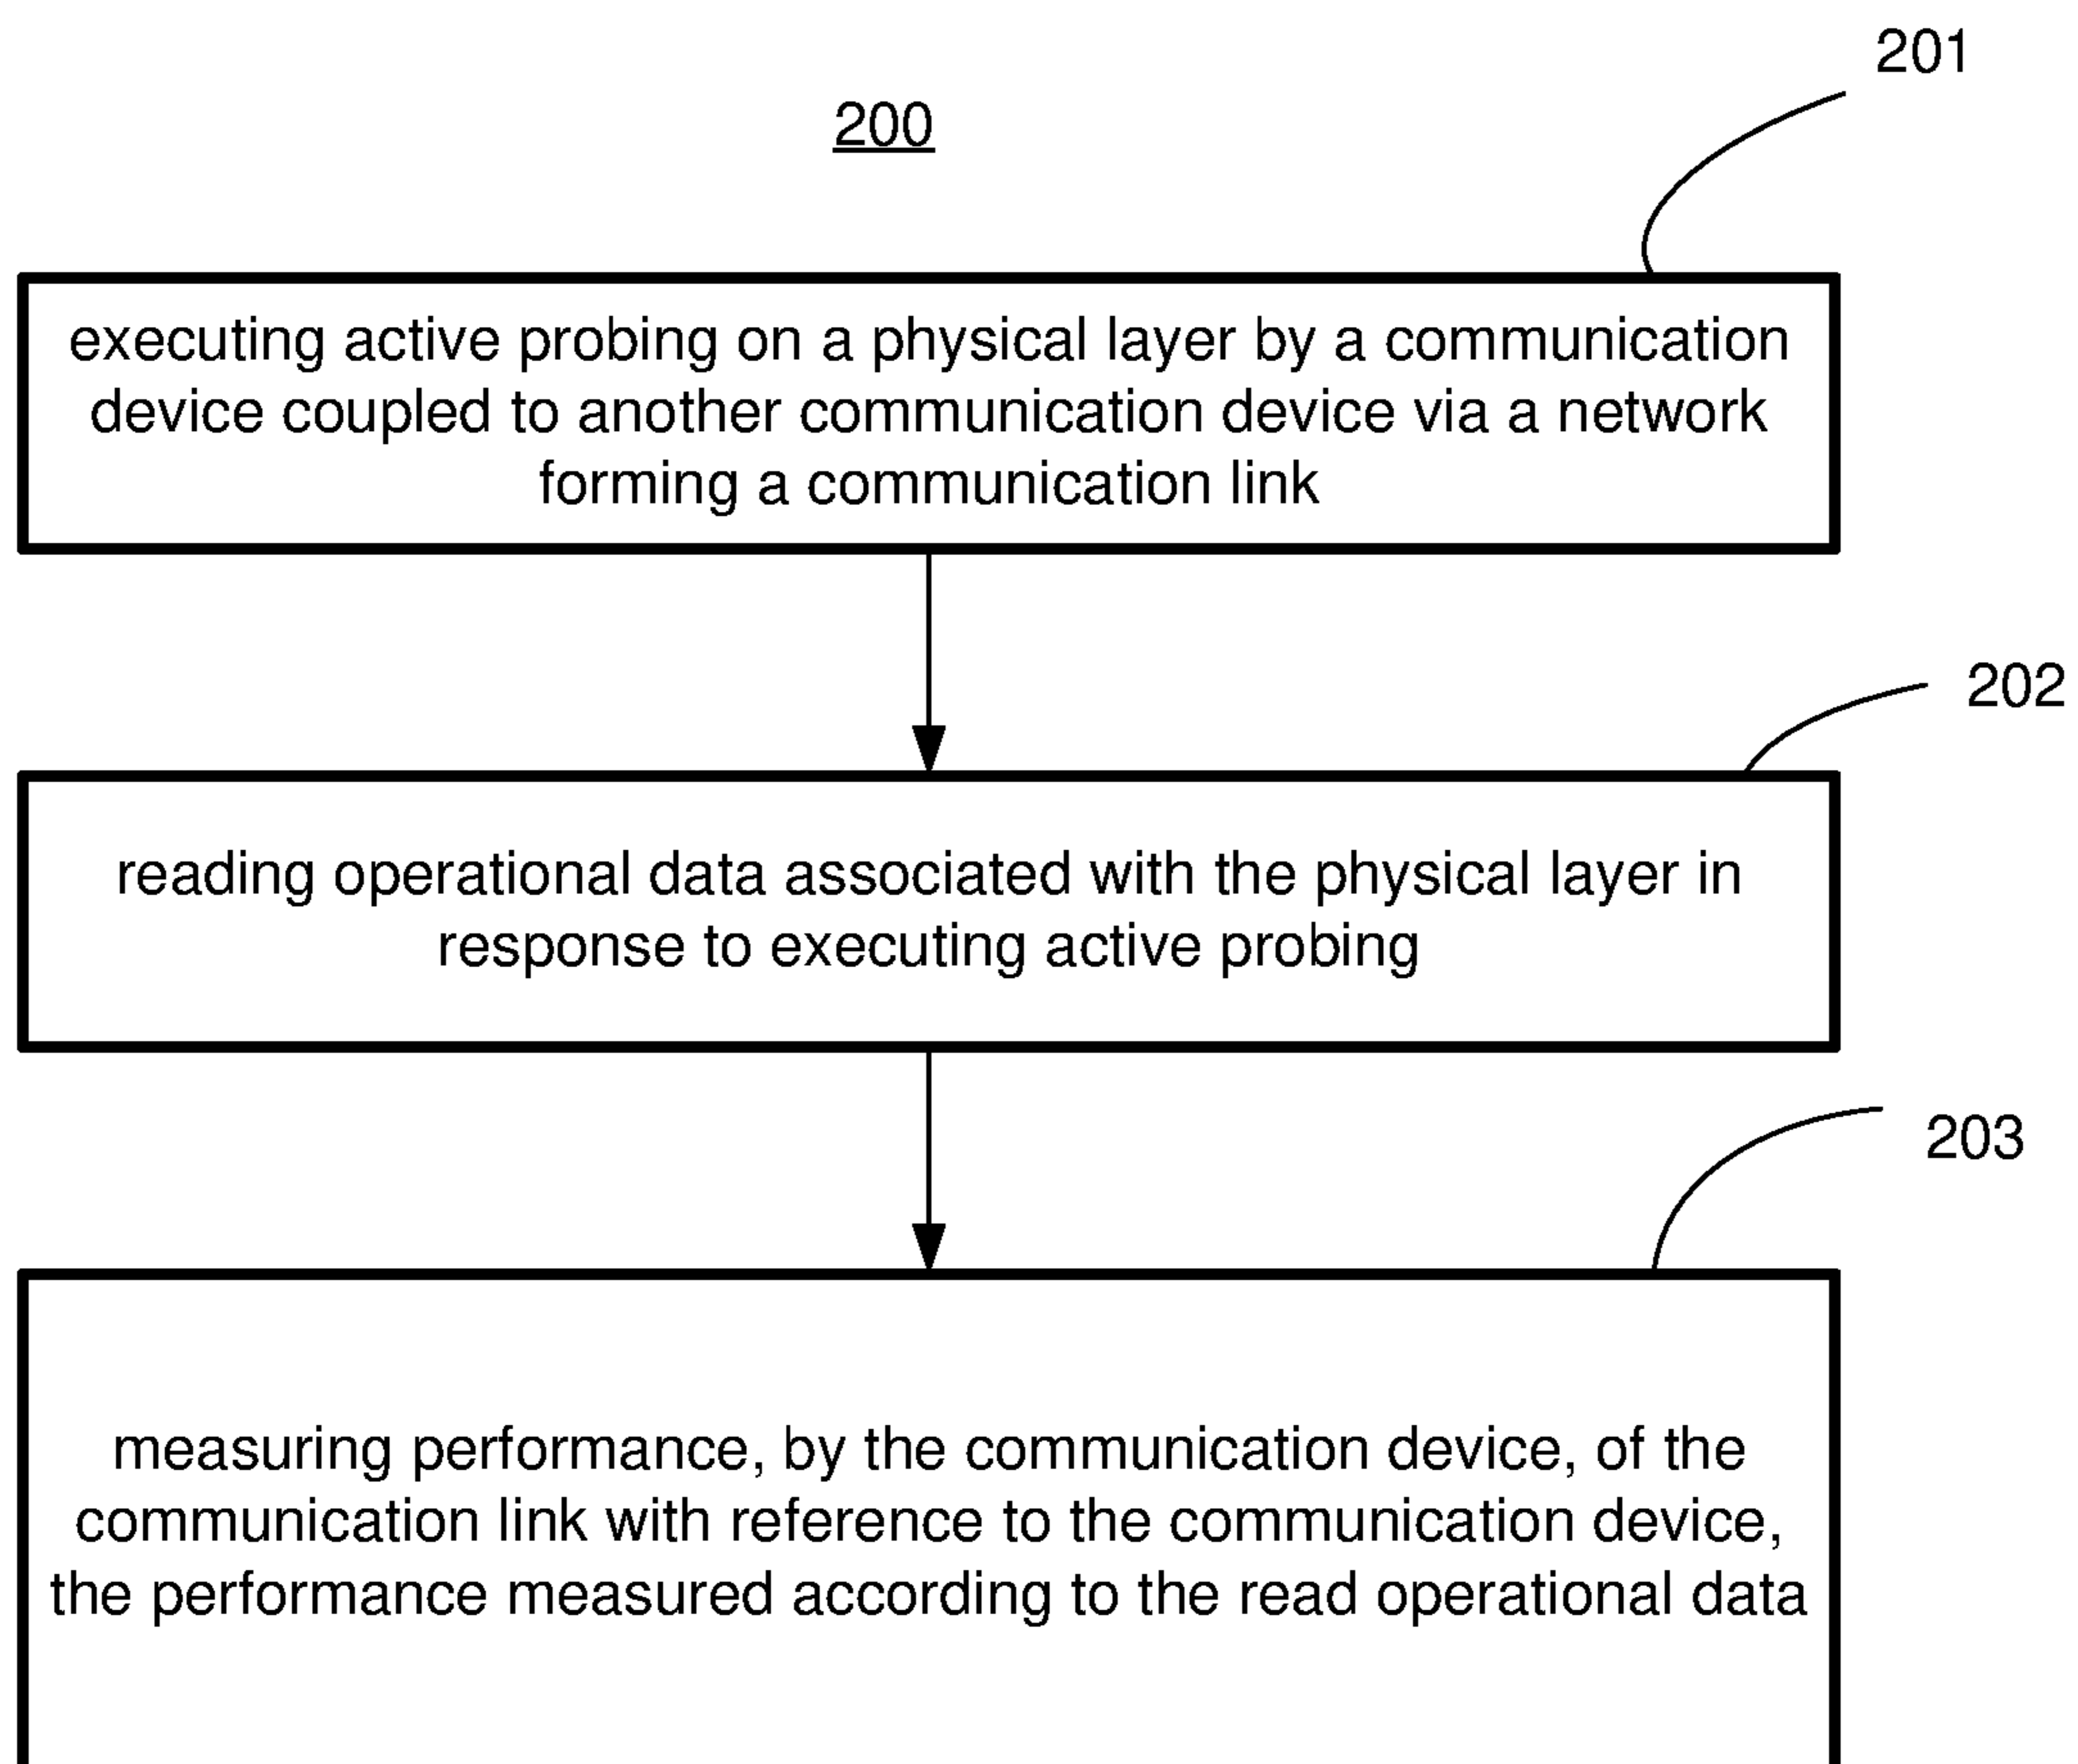 201
200
executing active probing on a physical layer by a communication
device coupled to another communication device via a network
forming a communication link
202
reading operational data associated with the physical layer in
response to executing active probing
203
measuring performance, by the communication device, of the
communication link with reference to the communication device,
the performance measured according to the read operational data